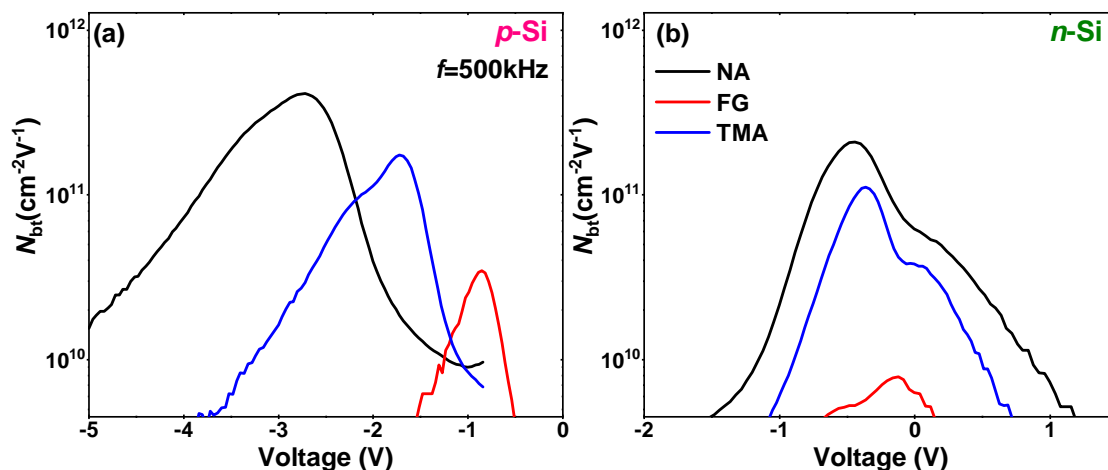 (a)
p-Si
f=500kHz
10¹²
10¹¹
10¹⁰
N_bt(cm⁻²V⁻¹)
-5
-4
-3
-2
-1
0
Voltage (V)
(b)
n-Si
NA
FG
TMA
10¹²
10¹¹
10¹⁰
N_bt(cm⁻²V⁻¹)
-2
-1
0
1
Voltage (V)